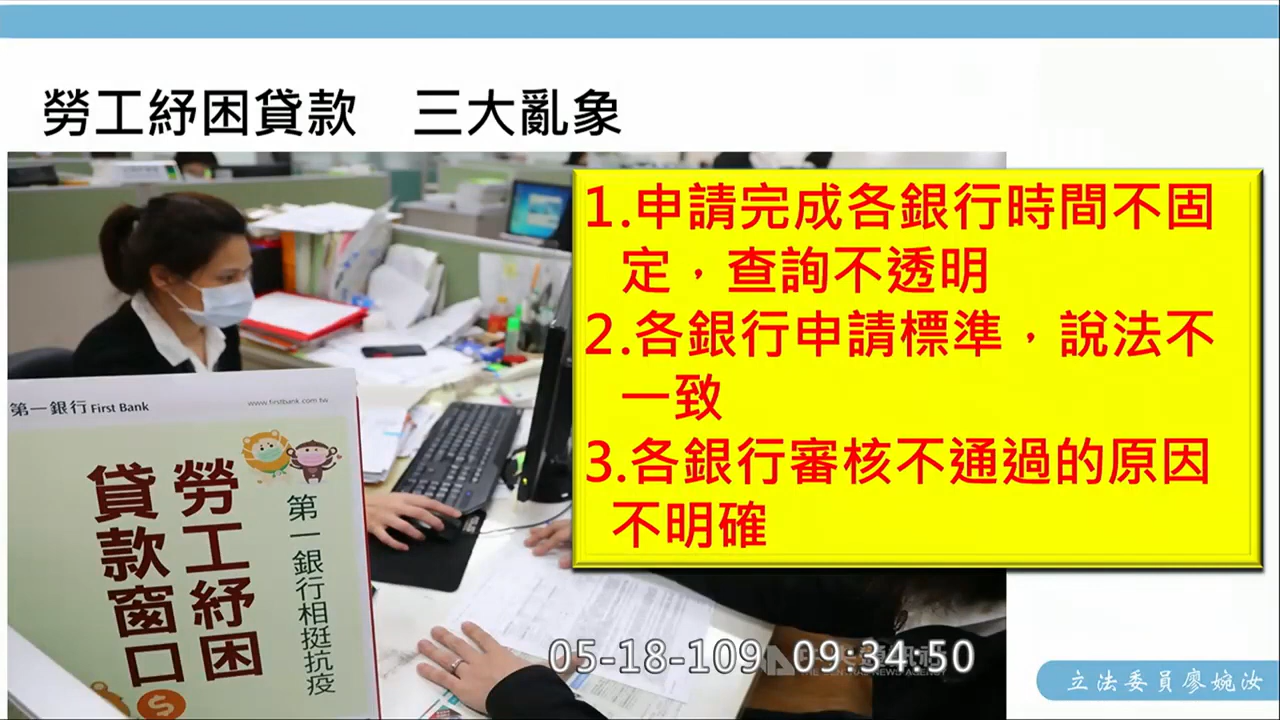 勞工紓困貸款　三大亂象
1.申請完成各銀行時間不固
定，查詢不透明
2.各銀行申請標準，說法不
一致
3.各銀行審核不通過的原因
不明確
第一銀行 First Bank
www.firstbank.com.tw
勞工紓困
貸款窗口
第一銀行相挺抗疫
05-18-109 09:34:50
THE CENTRAL NEWS AGENCY
立法委員廖婉汝